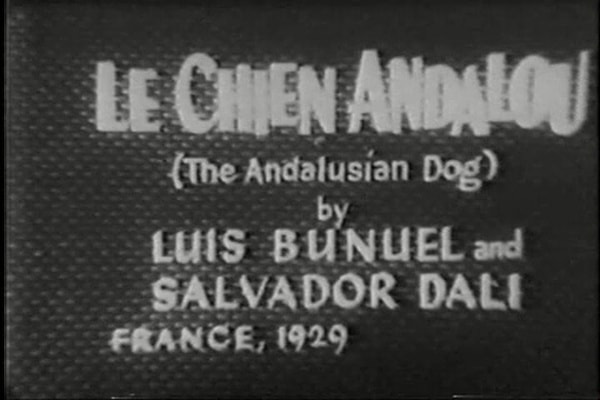 LE CHIEN ANDALOU
(The Andalusian Dog)
by
LUIS BUNUEL and
SALVADOR DALI
FRANCE, 1929